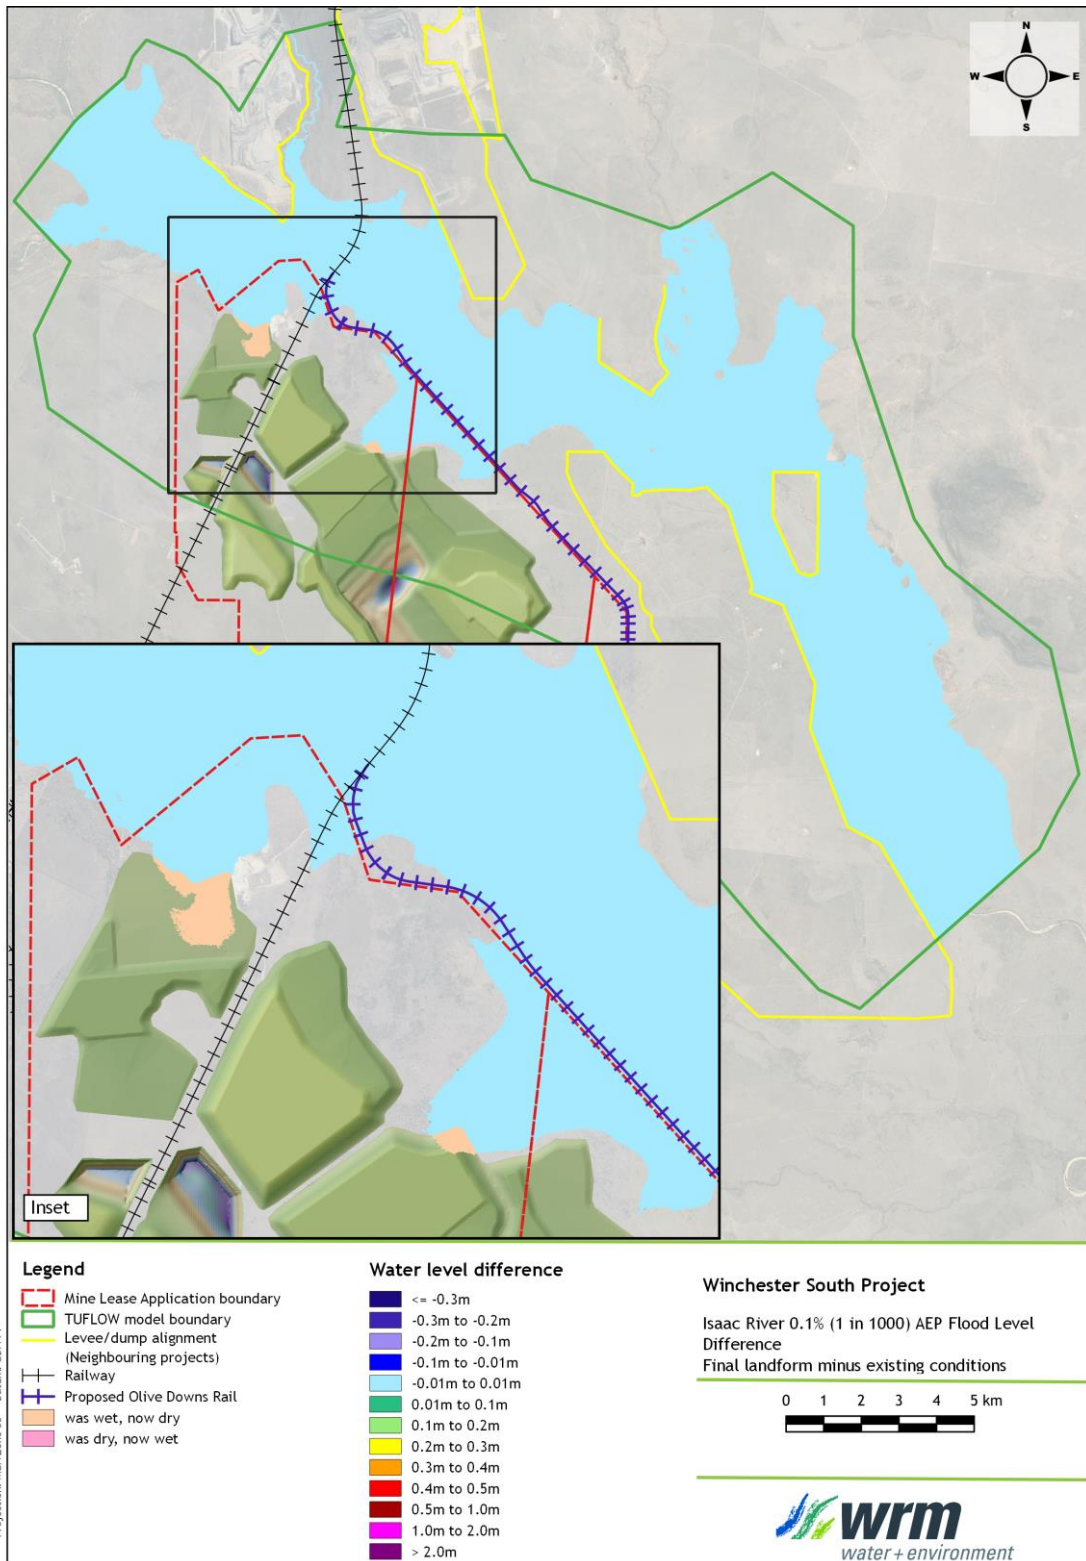 N
W E
S
Inset
Legend
Mine Lease Application boundary
TUFLOW model boundary
Levee/dump alignment
(Neighbouring projects)
Railway
Proposed Olive Downs Rail
was wet, now dry
was dry, now wet
Water level difference
<= -0.3m
-0.3m to -0.2m
-0.2m to -0.1m
-0.1m to -0.01m
-0.01m to 0.01m
0.01m to 0.1m
0.1m to 0.2m
0.2m to 0.3m
0.3m to 0.4m
0.4m to 0.5m
0.5m to 1.0m
1.0m to 2.0m
> 2.0m
Winchester South Project
Isaac River 0.1% (1 in 1000) AEP Flood Level
Difference
Final landform minus existing conditions
0 1 2 3 4 5 km
wrm
water + environment